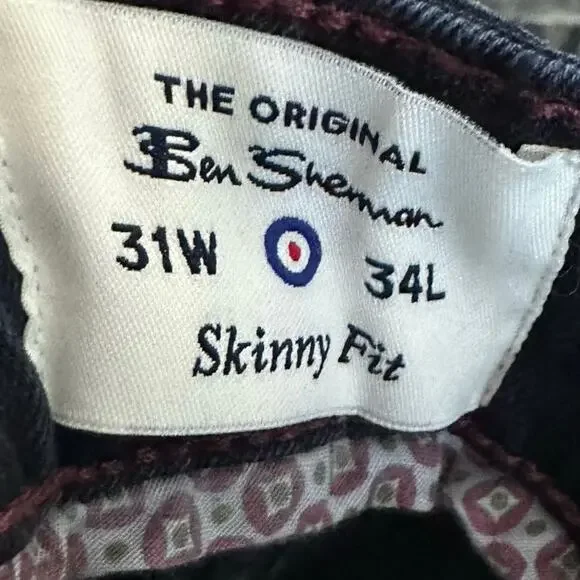 THE ORIGINAL
Ben Sherman
31W 34L
Skinny Fit